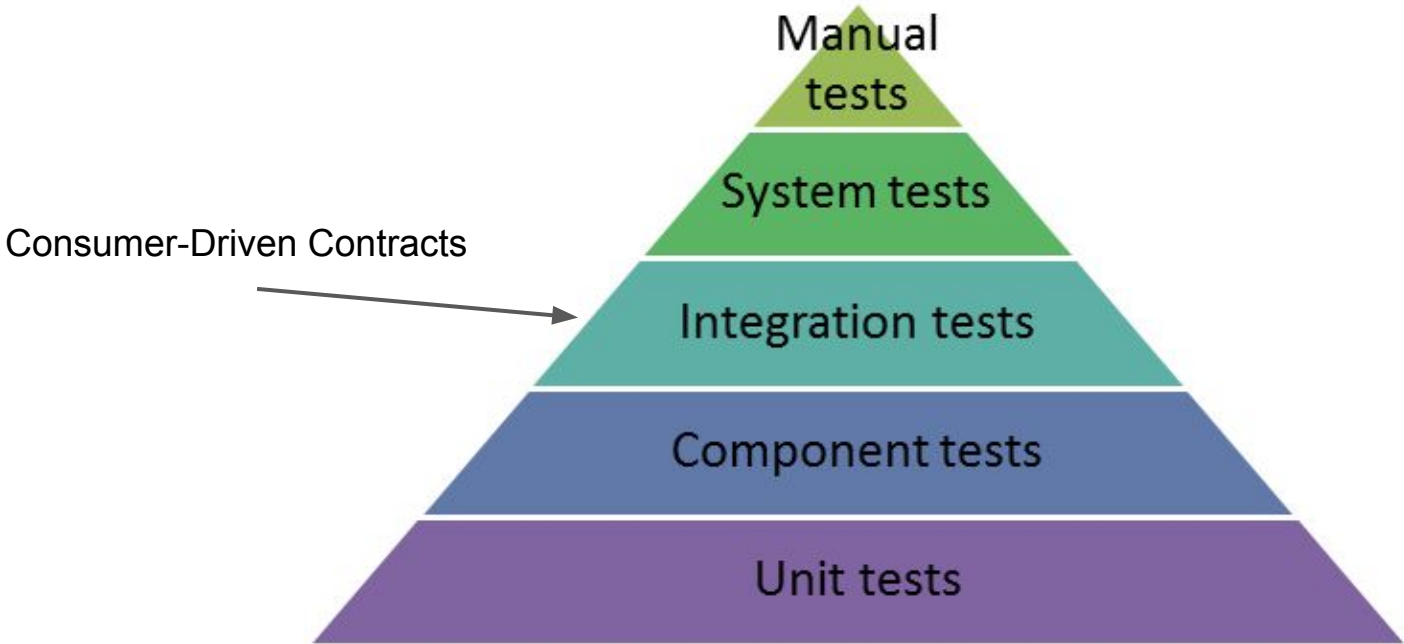 Manual
tests
System tests
Consumer-Driven Contracts
Integration tests
Component tests
Unit tests